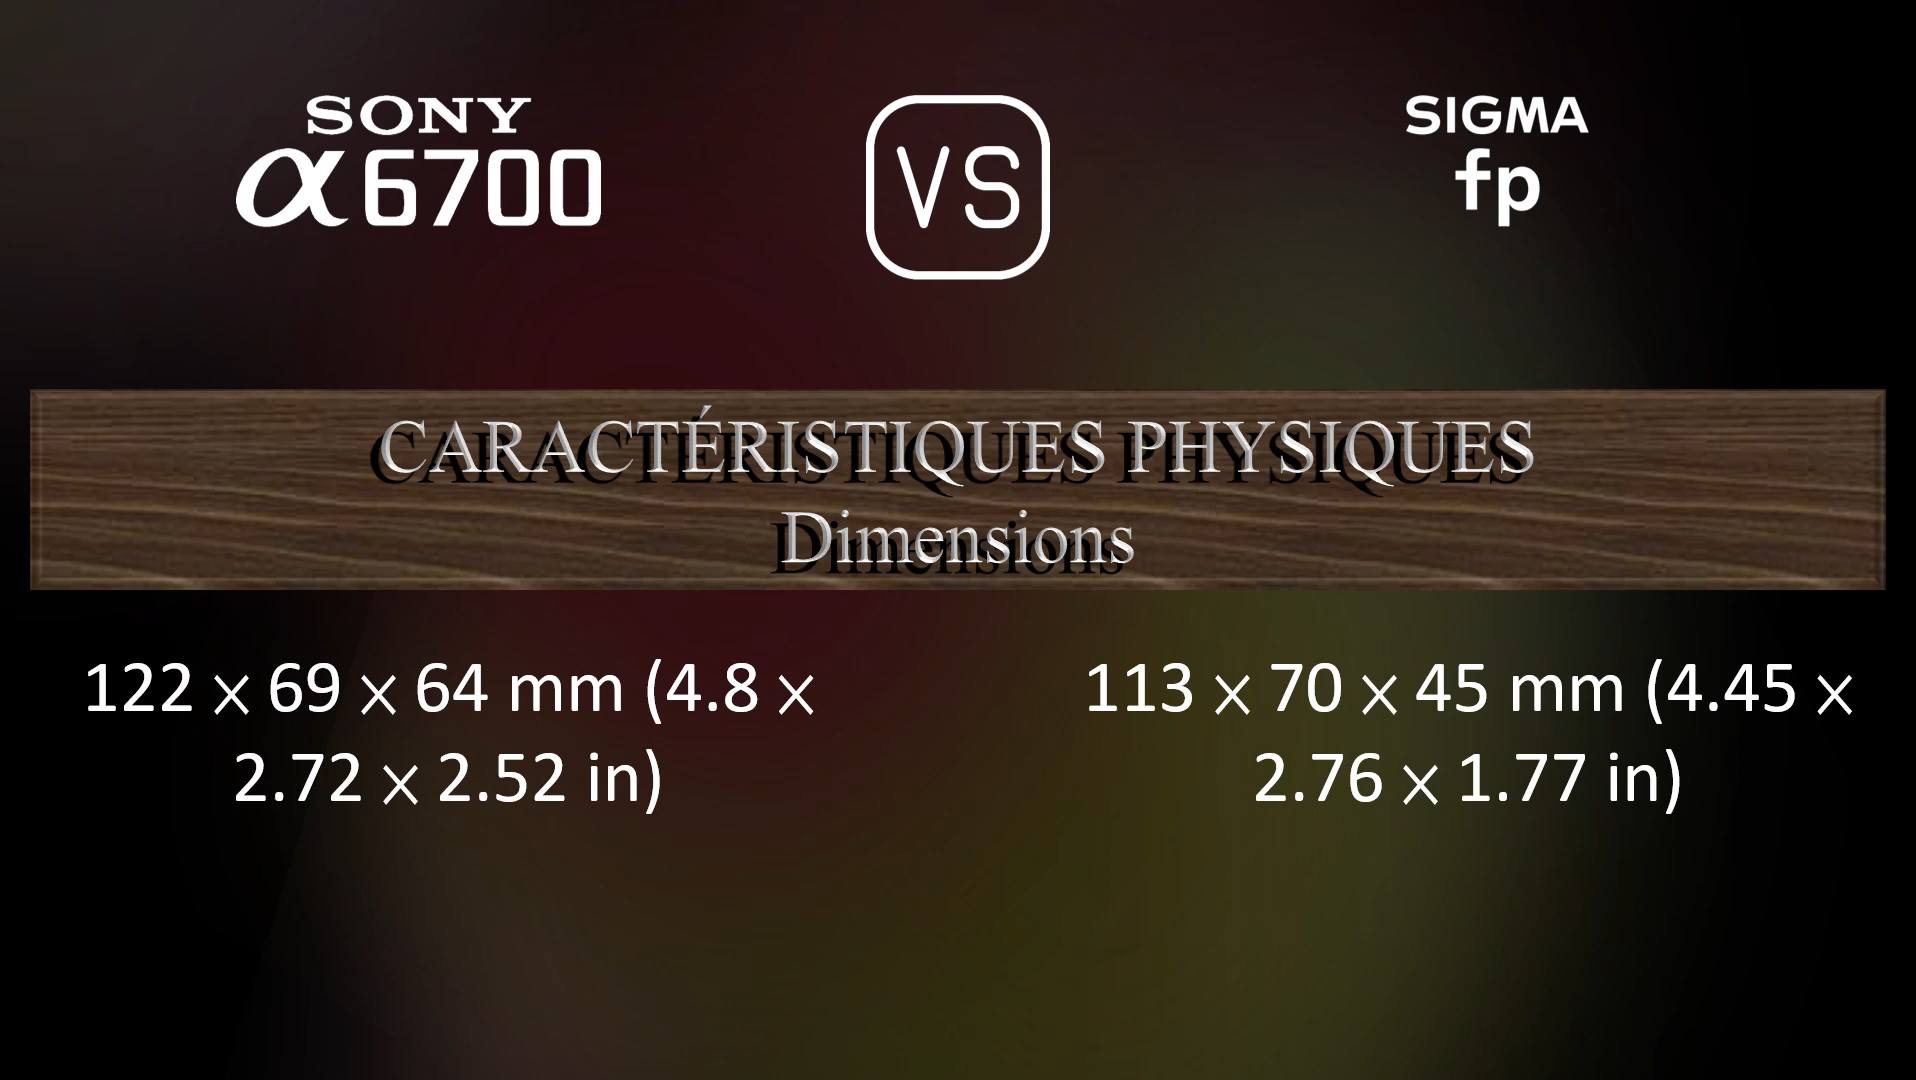 SONY
α6700
VS
SIGMA
fp
CARACTÉRISTIQUES PHYSIQUES
Dimensions
122 x 69 x 64 mm (4.8 x
2.72 x 2.52 in)
113 x 70 x 45 mm (4.45 x
2.76 x 1.77 in)